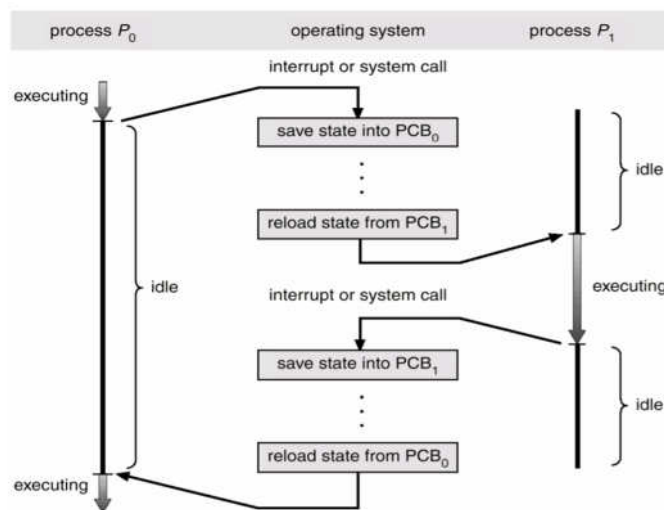 process P0
operating system
process P1
interrupt or system call
executing
save state into PCB0
idle
reload state from PCB1
idle
executing
interrupt or system call
save state into PCB1
idle
reload state from PCB0
executing